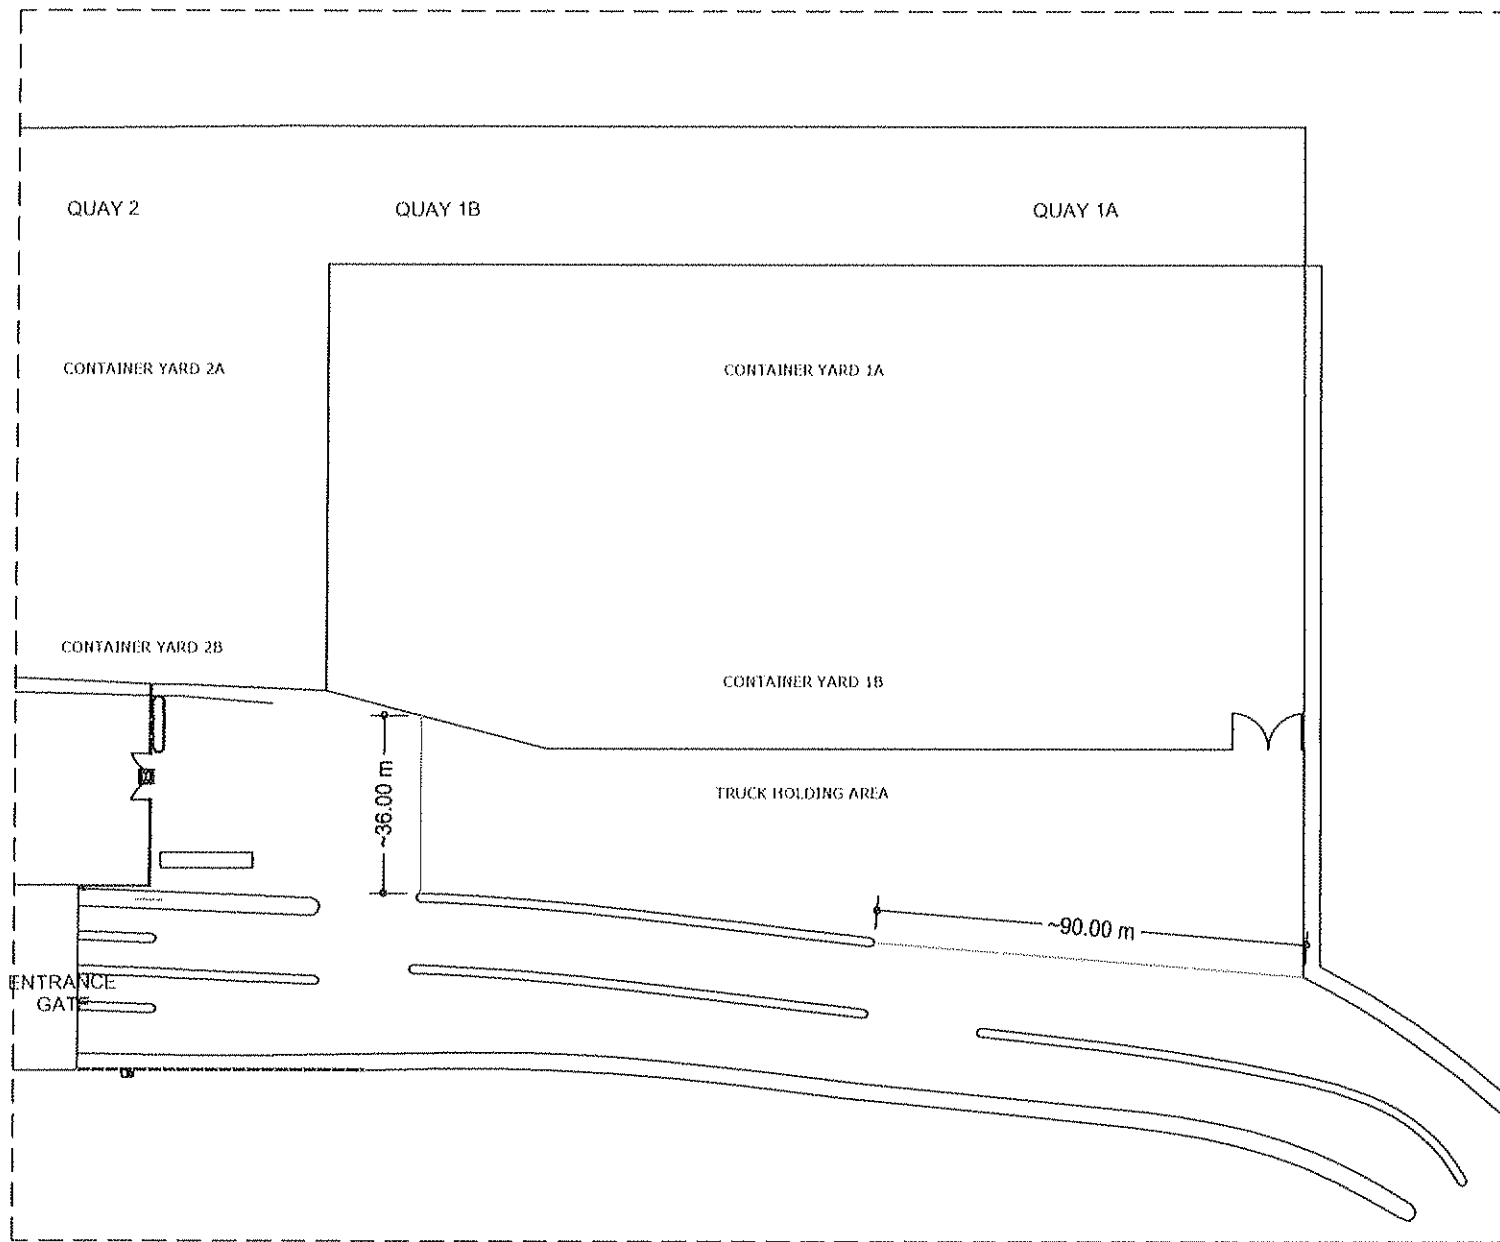 QUAY 2
QUAY 1B
QUAY 1A
CONTAINER YARD 2A
CONTAINER YARD 1A
CONTAINER YARD 2B
CONTAINER YARD 1B
~36.00 m
TRUCK HOLDING AREA
~90.00 m
ENTRANCE
GATE